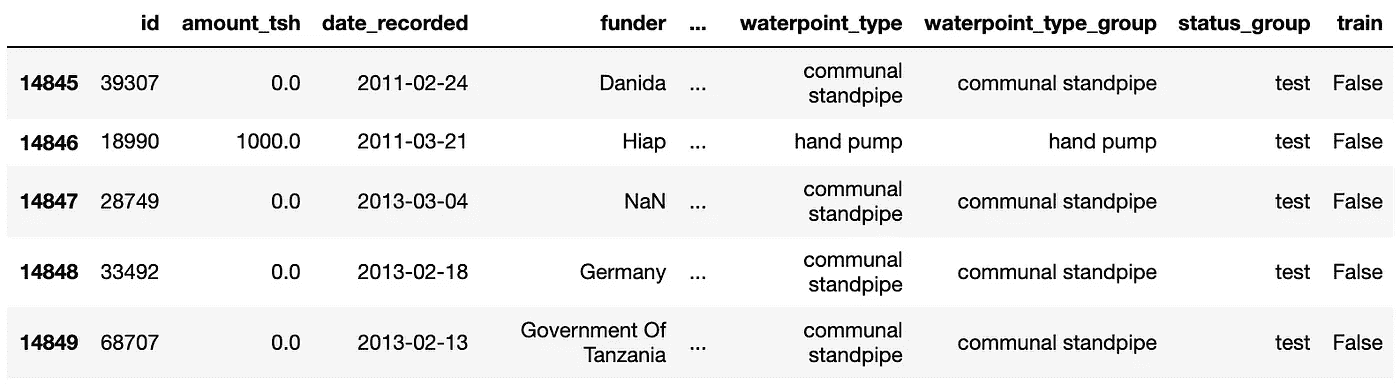 id amount_tsh date_recorded funder ... waterpoint_type waterpoint_type_group status_group train
14845 39307 0.0 2011-02-24 Danida ... communal standpipe communal standpipe test False
14846 18990 1000.0 2011-03-21 Hiap ... hand pump hand pump test False
14847 28749 0.0 2013-03-04 NaN ... communal standpipe communal standpipe test False
14848 33492 0.0 2013-02-18 Germany ... communal standpipe communal standpipe test False
14849 68707 0.0 2013-02-13 Government Of Tanzania ... communal standpipe communal standpipe test False